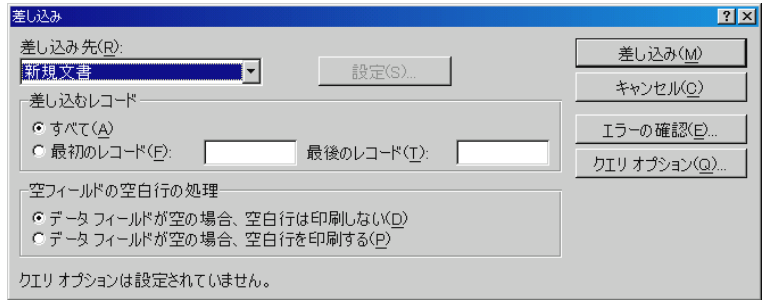 差し込み
差し込み先(R):
新規文書
設定(S)...
差し込み(M)
キャンセル(C)
エラーの確認(E)...
クエリ オプション(Q)...
差し込むレコード
すべて(A)
最初のレコード(F): 最後のレコード(T):
空フィールドの空白行の処理
データ フィールドが空の場合、空白行は印刷しない(D)
データ フィールドが空の場合、空白行を印刷する(P)
クエリ オプションは設定されていません。